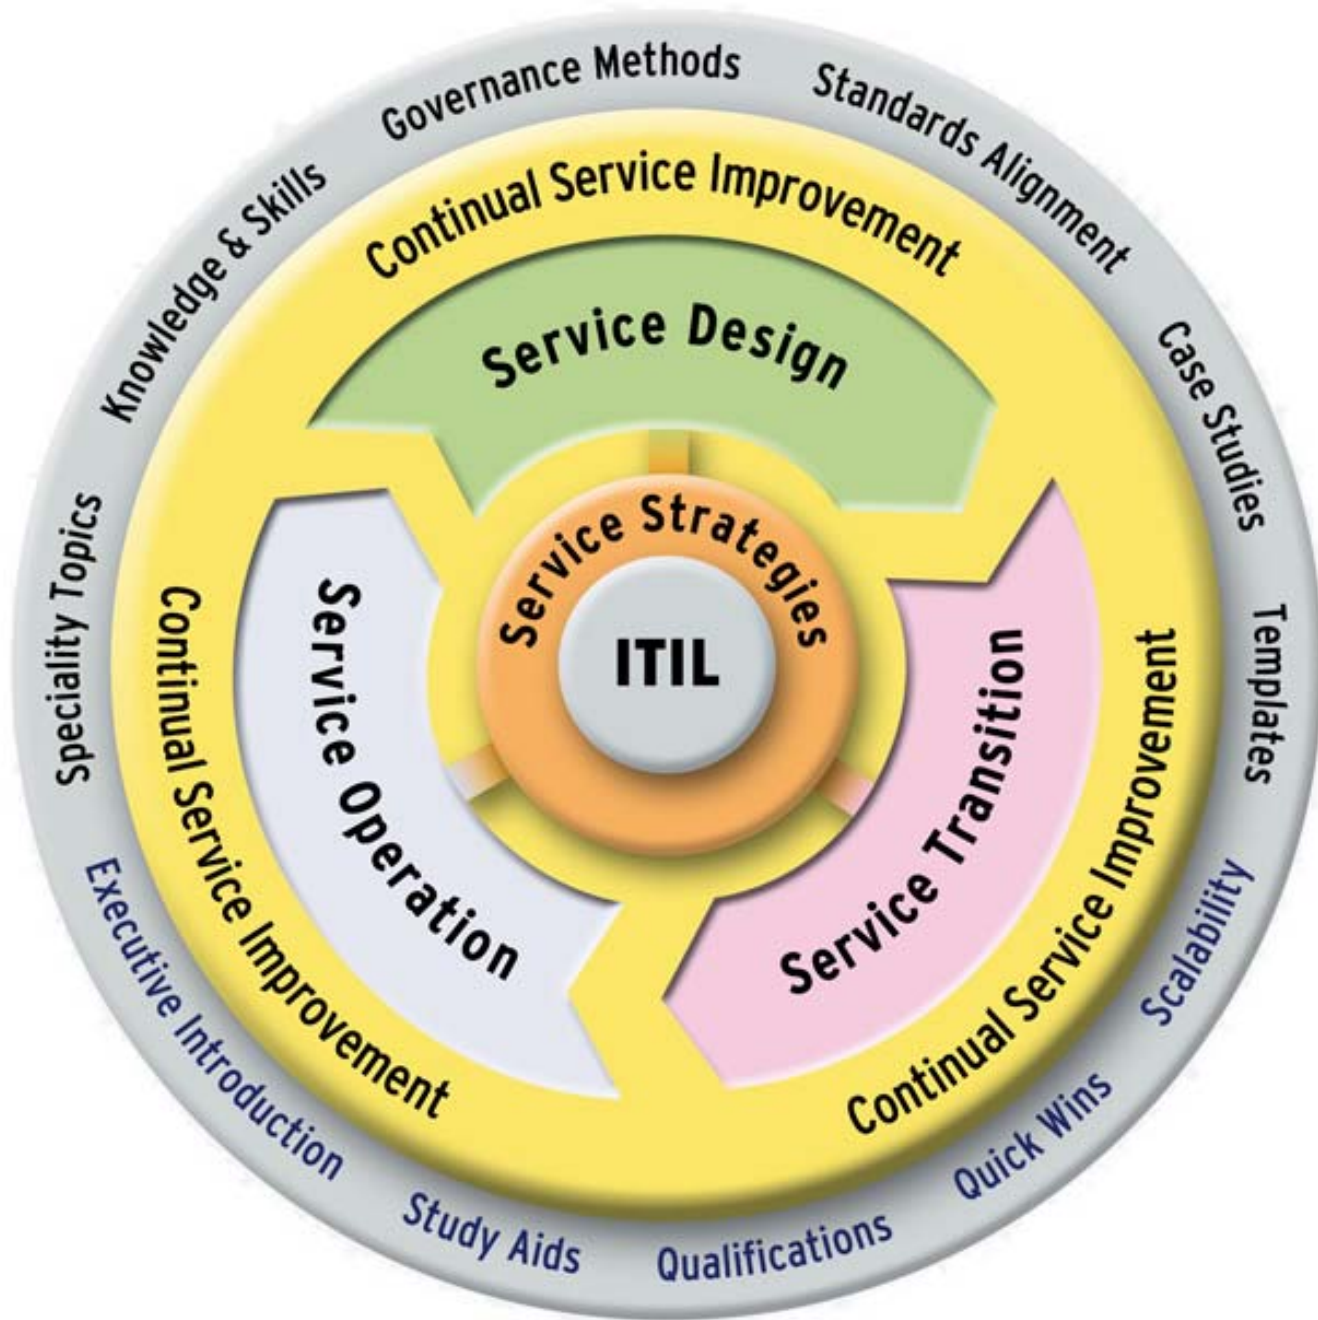 Governance Methods
Standards Alignment
Knowledge & Skills
Case Studies
Speciality Topics
Templates
Executive Introduction
Scalability
Study Aids
Qualifications
Quick Wins
Continual Service Improvement
Continual Service Improvement
Continual Service Improvement
Service Design
Service Transition
Service Operation
Service Strategies
ITIL